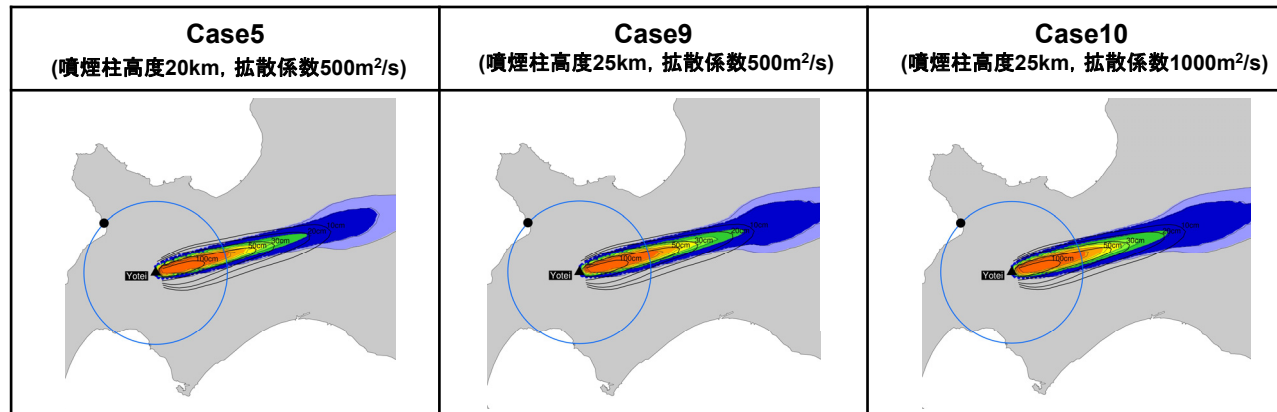 Case5
(噴煙柱高度20km, 拡散係数500m²/s)
Case9
(噴煙柱高度25km, 拡散係数500m²/s)
Case10
(噴煙柱高度25km, 拡散係数1000m²/s)
30cm
50cm
100cm
Yotei
30cm
50cm
100cm
Yotei
30cm
50cm
100cm
Yotei